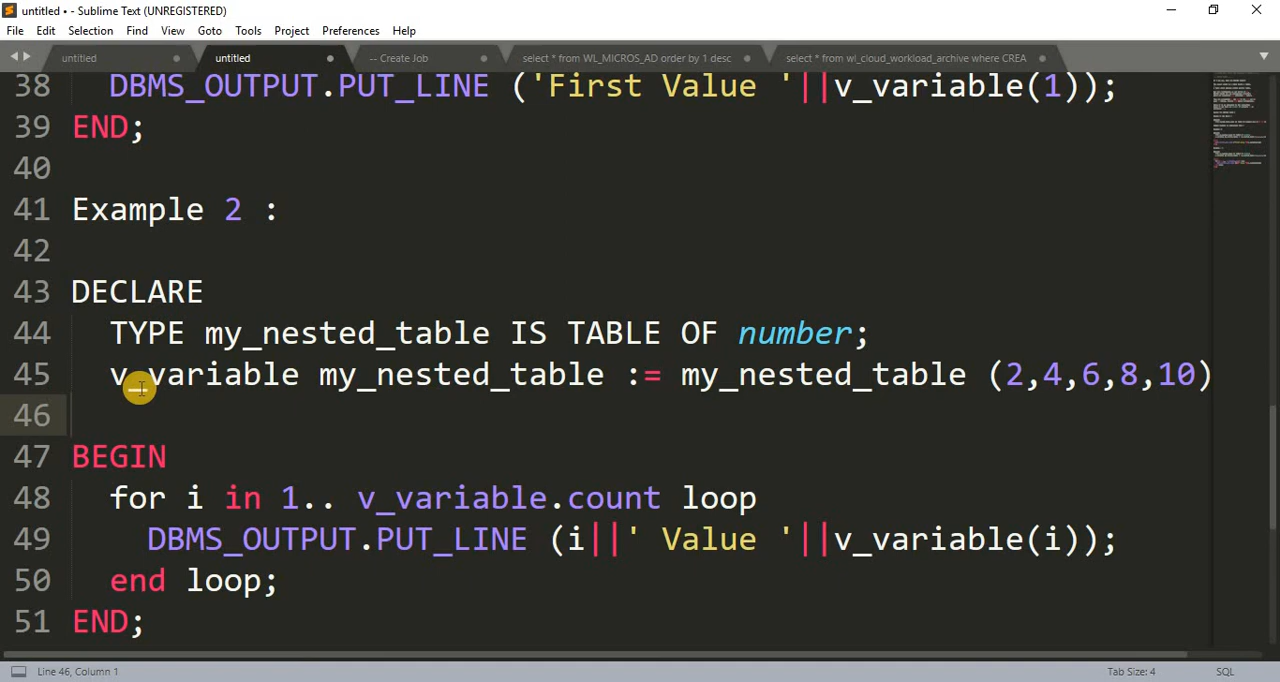 untitled • - Sublime Text (UNREGISTERED)
File Edit Selection Find View Goto Tools Project Preferences Help
untitled untitled -- Create Job select * from WL_MICROS_AD order by 1 desc select * from wl_cloud_workload_archive where CREA
38 DBMS_OUTPUT.PUT_LINE ('First Value '||v_variable(1));
39 END;
40
41 Example 2 :
42
43 DECLARE
44 TYPE my_nested_table IS TABLE OF number;
45 v_variable my_nested_table := my_nested_table (2,4,6,8,10)
46
47 BEGIN
48 for i in 1.. v_variable.count loop
49 DBMS_OUTPUT.PUT_LINE (i||' Value '||v_variable(i));
50 end loop;
51 END;
Line 46, Column 1 Tab Size: 4 SQL